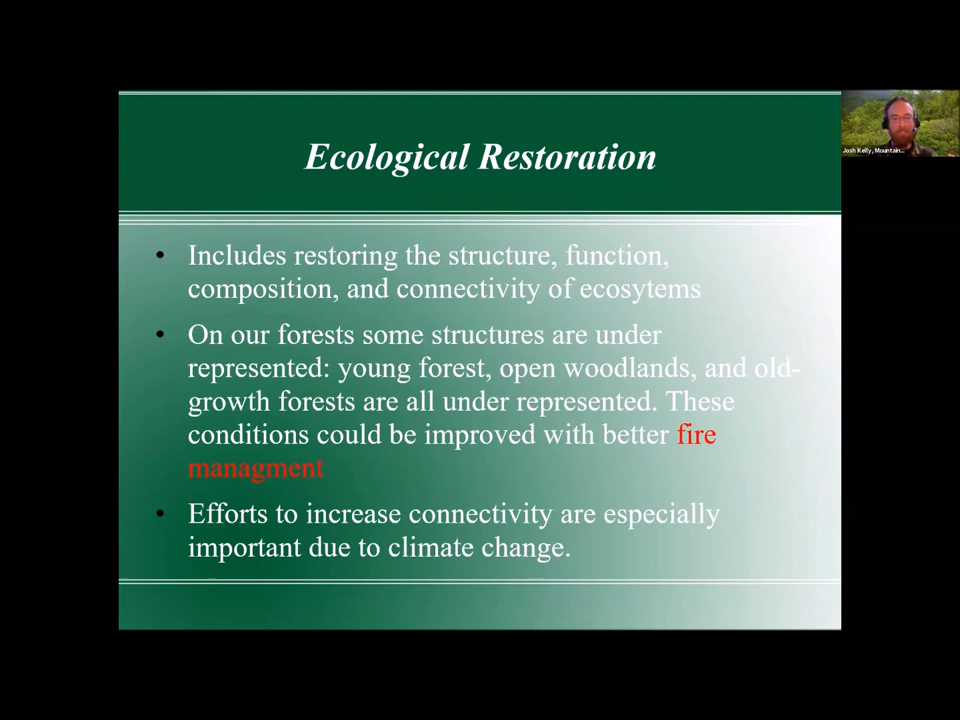 Ecological Restoration
Josh Kelly, Mountain...
• Includes restoring the structure, function,
composition, and connectivity of ecosytems
• On our forests some structures are under
represented: young forest, open woodlands, and old-
growth forests are all under represented. These
conditions could be improved with better fire
managment
• Efforts to increase connectivity are especially
important due to climate change.